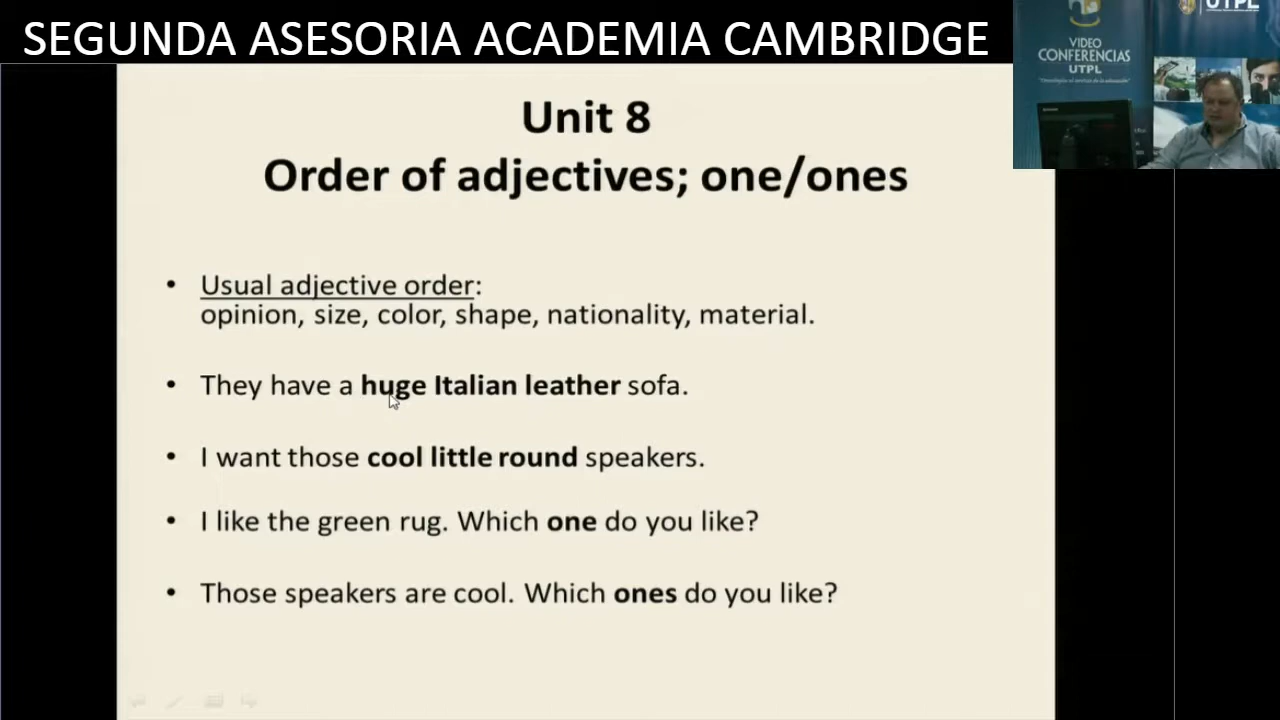 SEGUNDA ASESORIA ACADEMIA CAMBRIDGE
UTPL
VIDEO
CONFERENCIAS
UTPL
Unit 8
Order of adjectives; one/ones
• Usual adjective order:
opinion, size, color, shape, nationality, material.
• They have a huge Italian leather sofa.
• I want those cool little round speakers.
• I like the green rug. Which one do you like?
• Those speakers are cool. Which ones do you like?